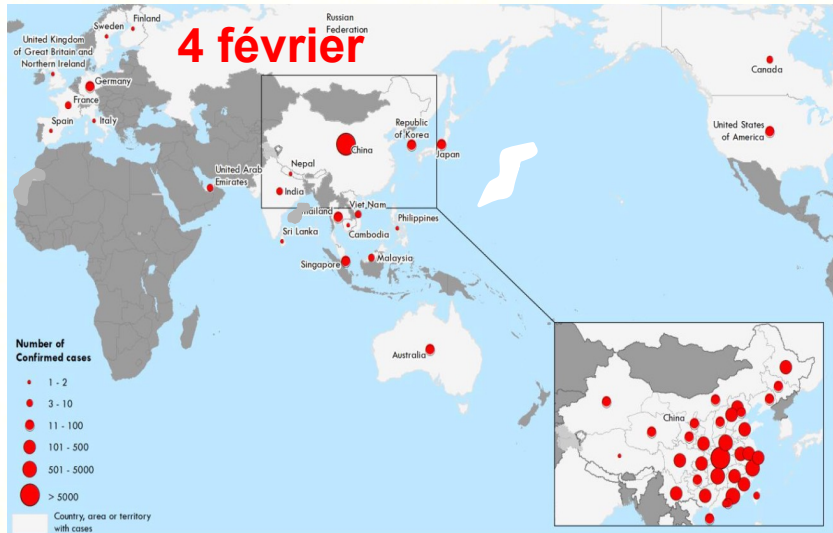 4 février
Finland
Sweden
Russian
Federation
United Kingdom
of Great Britain and
Northern Ireland
Germany
France
Spain
Italy
Canada
United States
of America
Republic
of Korea
Japan
China
Nepal
United Arab
Emirates
India
Viet Nam
Philippines
Sri Lanka
Cambodia
Malaysia
Singapore
Australia
Number of
Confirmed cases
1 - 2
3 - 10
11 - 100
101 - 500
501 - 5000
> 5000
Country, area or territory
with cases
China